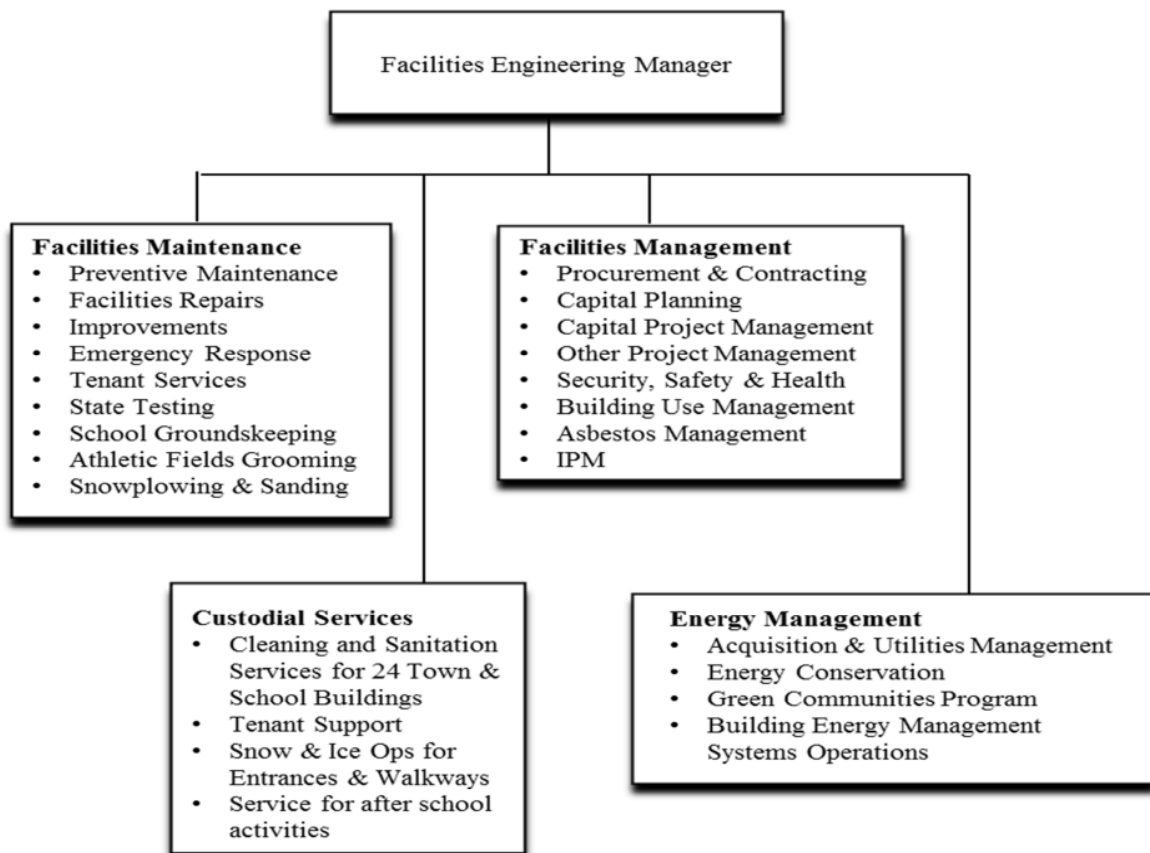 Facilities Engineering Manager
Facilities Maintenance
• Preventive Maintenance
• Facilities Repairs
• Improvements
• Emergency Response
• Tenant Services
• State Testing
• School Groundskeeping
• Athletic Fields Grooming
• Snowplowing & Sanding
Facilities Management
• Procurement & Contracting
• Capital Planning
• Capital Project Management
• Other Project Management
• Security, Safety & Health
• Building Use Management
• Asbestos Management
• IPM
Custodial Services
• Cleaning and Sanitation
Services for 24 Town &
School Buildings
• Tenant Support
• Snow & Ice Ops for
Entrances & Walkways
• Service for after school
activities
Energy Management
• Acquisition & Utilities Management
• Energy Conservation
• Green Communities Program
• Building Energy Management
Systems Operations